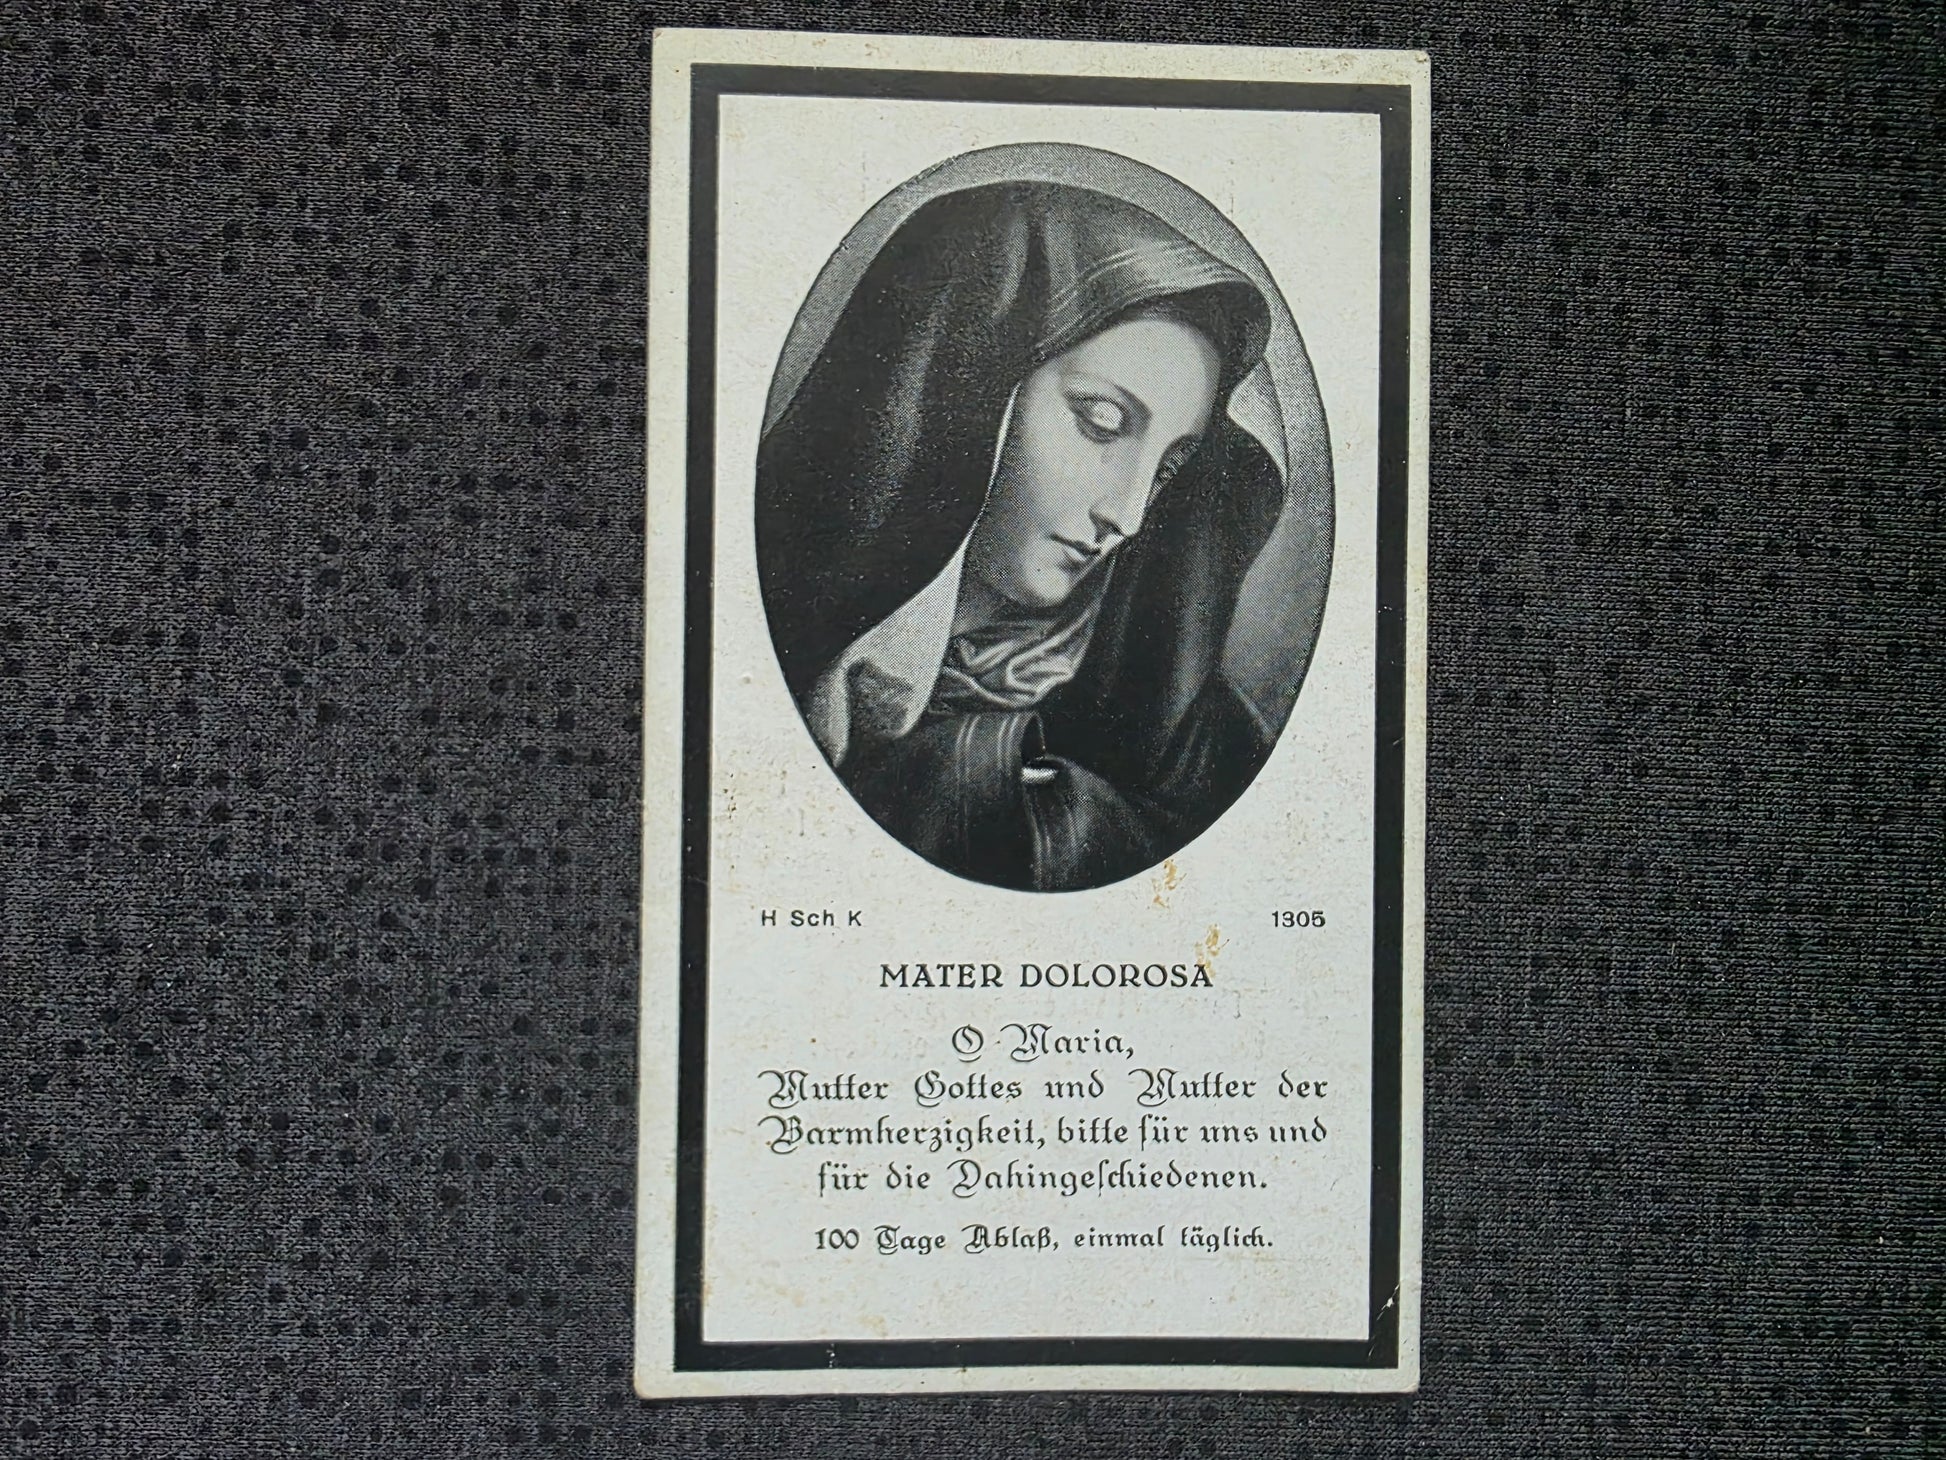 H Sch K 1305
MATER DOLOROSA
O Maria,
Mutter Gottes und Mutter der
Barmherzigkeit, bitte für uns und
für die Dahingeschiedenen.
100 Tage Ablaß, einmal täglich.